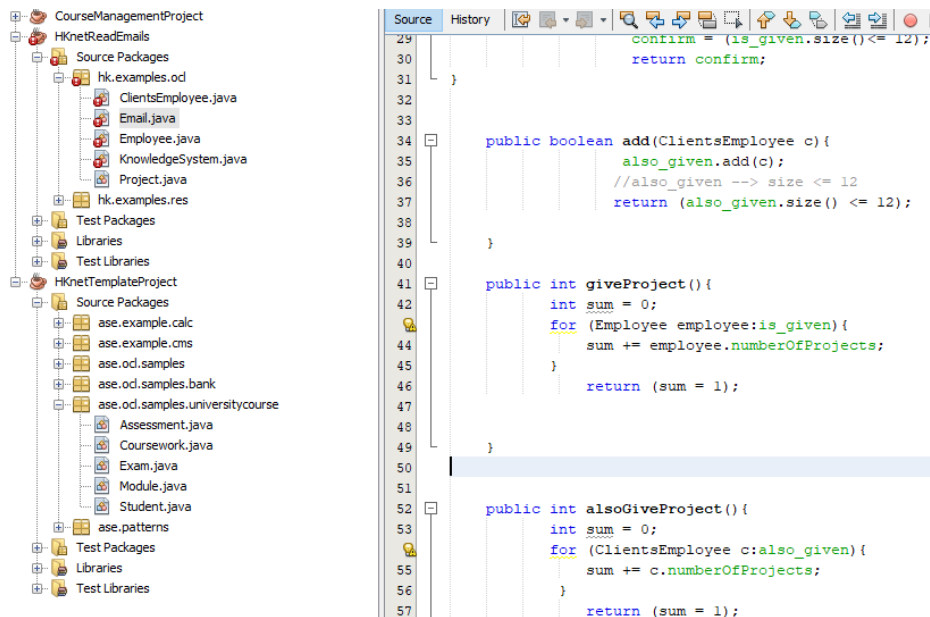 CourseManagementProject
HKnetReadEmails
Source Packages
hk.examples.ocl
ClientsEmployee.java
Email.java
Employee.java
KnowledgeSystem.java
Project.java
hk.examples.res
Test Packages
Libraries
Test Libraries
HKnetTemplateProject
Source Packages
ase.example.calc
ase.example.cms
ase.ocl.samples
ase.ocl.samples.bank
ase.ocl.samples.universitycourse
Assessment.java
Coursework.java
Exam.java
Module.java
Student.java
ase.patterns
Test Packages
Libraries
Test Libraries
Source History
29 confirm = (is_given.size()<= 12);
30 return confirm;
31 }
32
33
34 public boolean add(ClientsEmployee c){
35 also_given.add(c);
36 //also_given --> size <= 12
37 return (also_given.size() <= 12);
38
39 }
40
41 public int giveProject(){
42 int sum = 0;
for (Employee employee:is_given){
44 sum += employee.numberOfProjects;
45 }
46 return (sum = 1);
47
48
49 }
50
51
52 public int alsoGiveProject(){
53 int sum = 0;
for (ClientsEmployee c:also_given){
55 sum += c.numberOfProjects;
56 }
57 return (sum = 1);